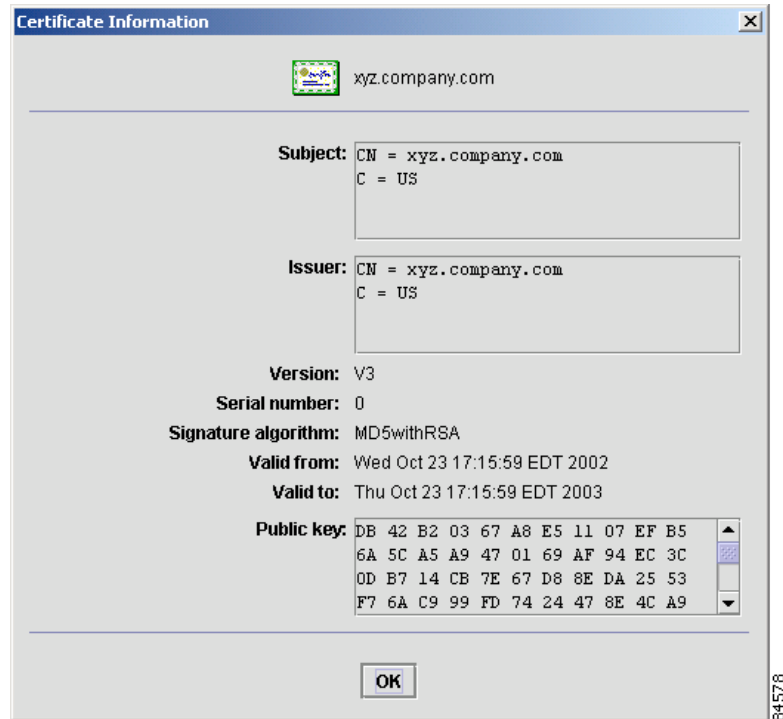 Certificate Information
xyz.company.com
Subject: CN = xyz.company.com
C = US
Issuer: CN = xyz.company.com
C = US
Version: V3
Serial number: 0
Signature algorithm: MD5withRSA
Valid from: Wed Oct 23 17:15:59 EDT 2002
Valid to: Thu Oct 23 17:15:59 EDT 2003
Public key: DB 42 B2 03 67 A8 E5 11 07 EF B5
6A 5C A5 A9 47 01 69 AF 94 EC 3C
0D B7 14 CB 7E 67 D8 8E DA 25 53
F7 6A C9 99 FD 74 24 47 8E 4C A9
OK
84578